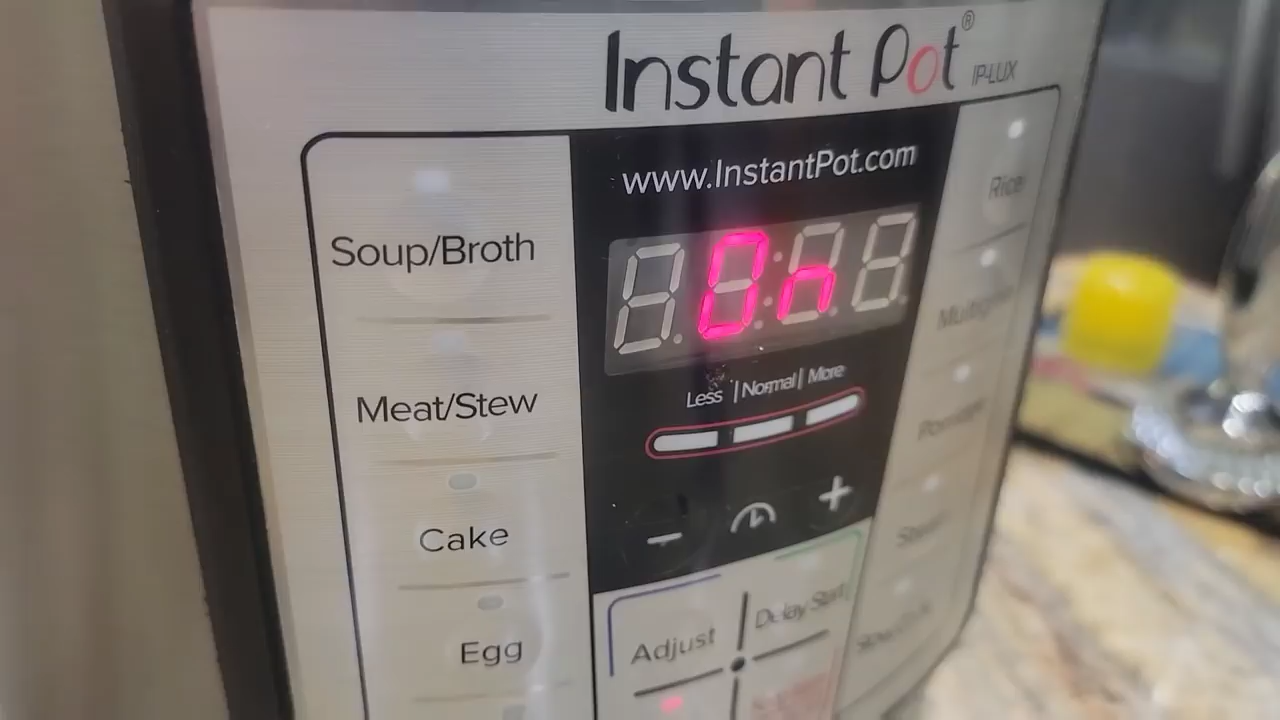 Instant Pot®
IP-LUX
www.InstantPot.com
On
Less | Normal | More
− +
Soup/Broth
Meat/Stew
Cake
Egg
Rice
Adjust
Delay Start